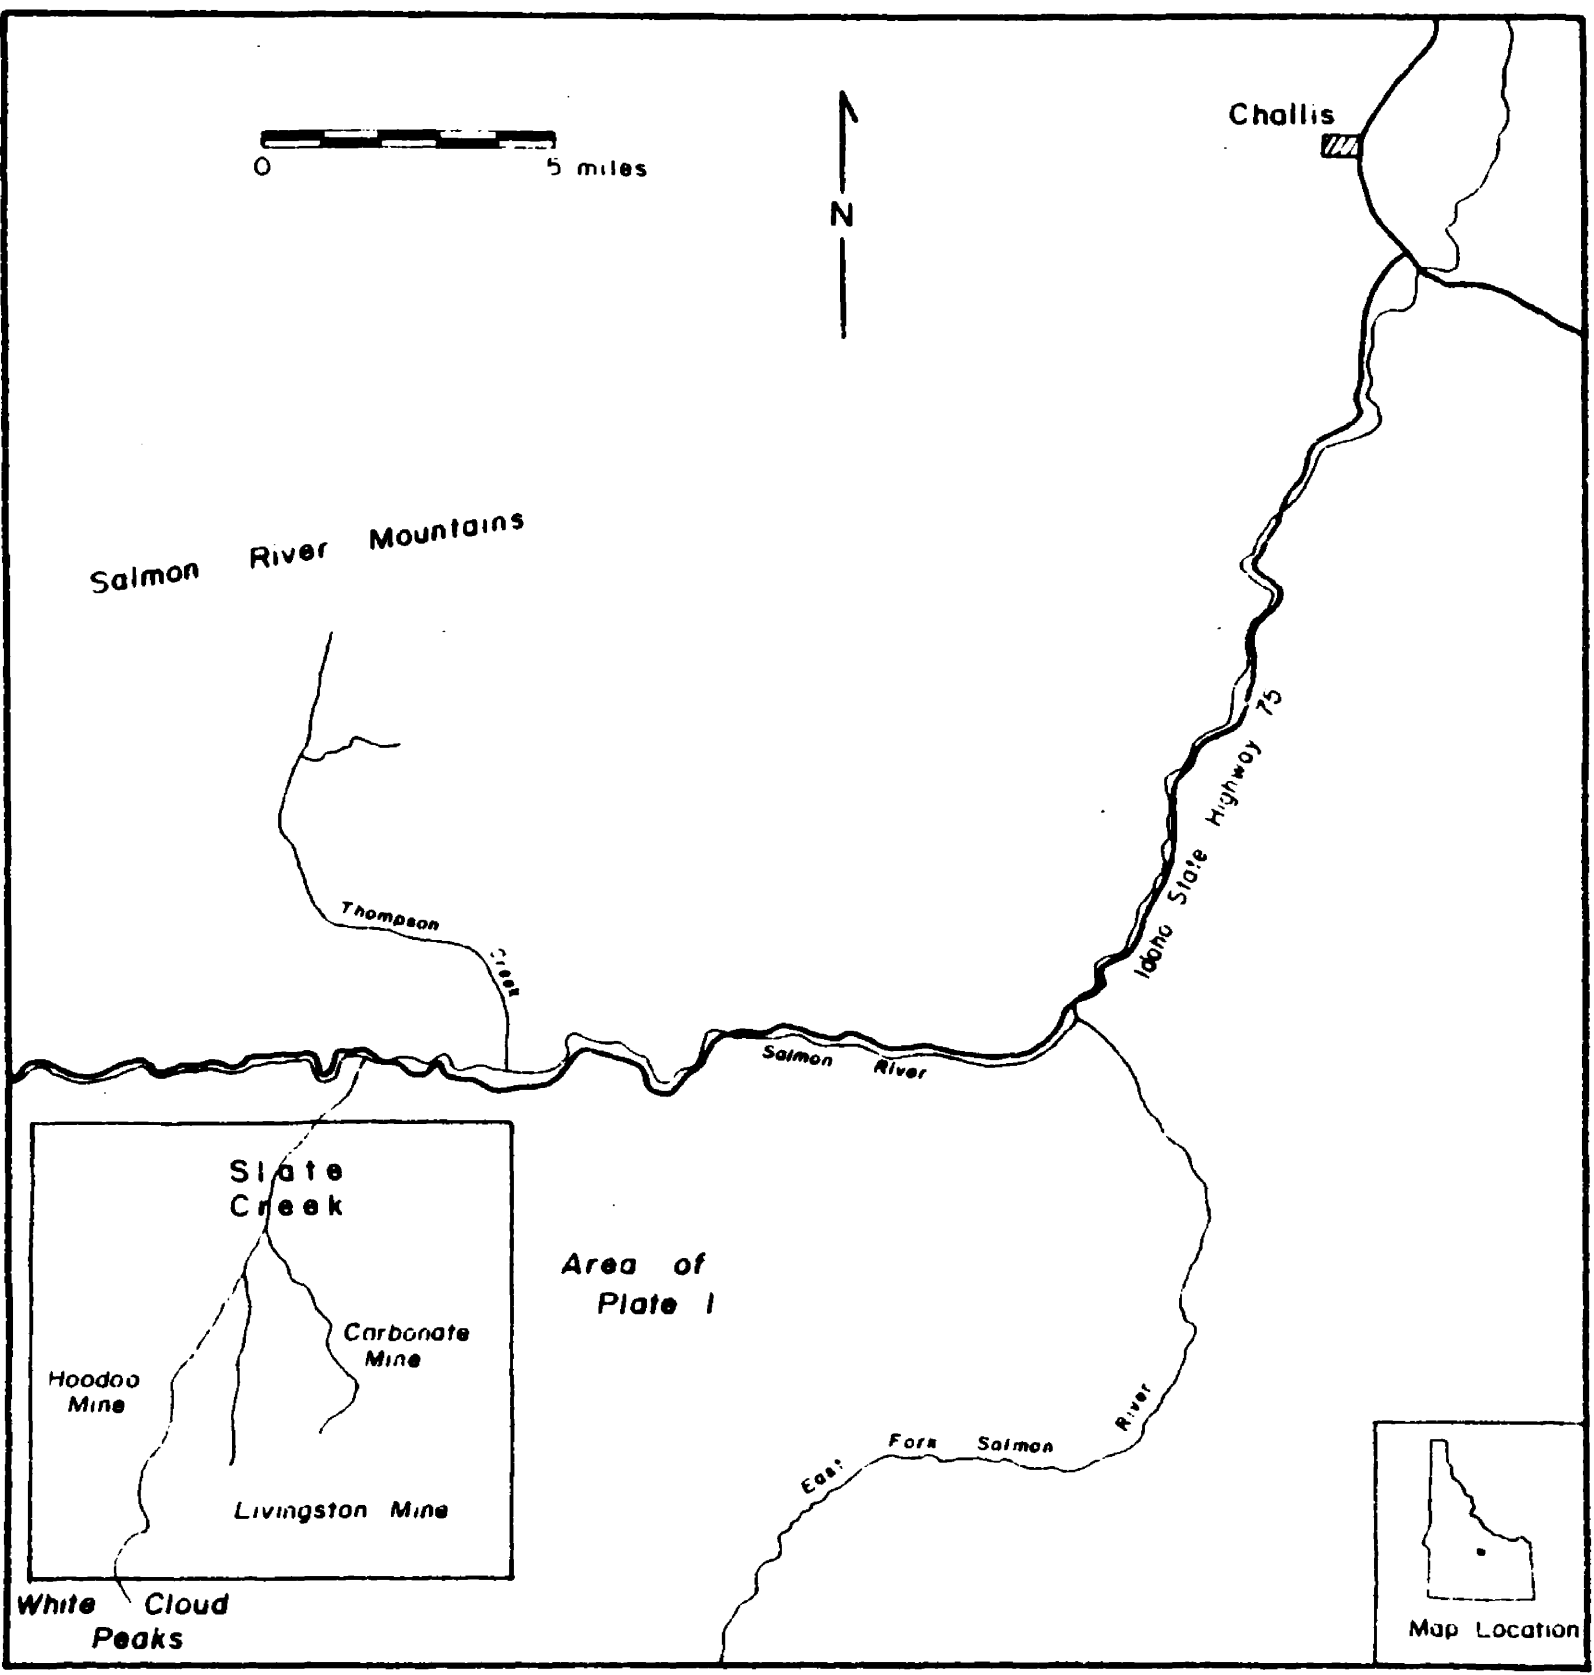 Challis
0 5 miles
N
Salmon River Mountains
Idaho State Highway 75
Thompson Creek
Salmon River
Slate
Creek
Area of
Plate 1
Carbonate
Mine
Hoodoo
Mine
East Fork Salmon River
Livingston Mine
White Cloud
Peaks
Map Location